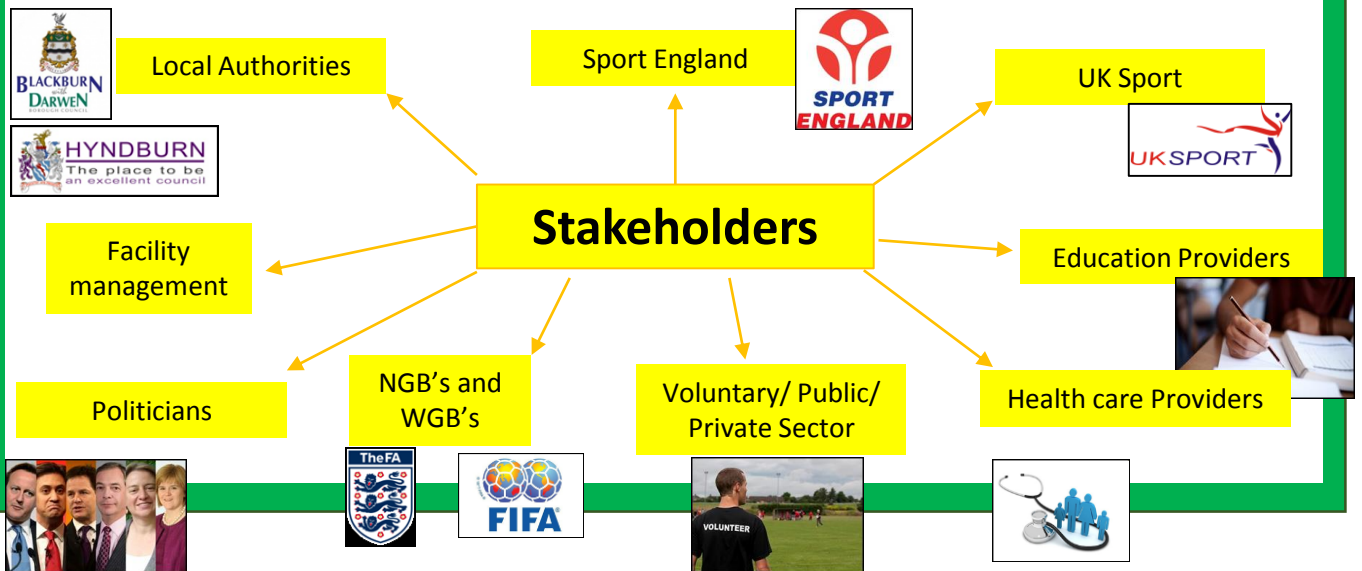 BLACKBURN
with
DARWEN
BOROUGH COUNCIL
Local Authorities
HYNDBURN
The place to be
an excellent council
Sport England
SPORT
ENGLAND
UK Sport
UKSPORT
Stakeholders
Facility
management
Education Providers
Politicians
NGB's and
WGB's
TheFA
FIFA
Voluntary/ Public/
Private Sector
VOLUNTEER
Health care Providers